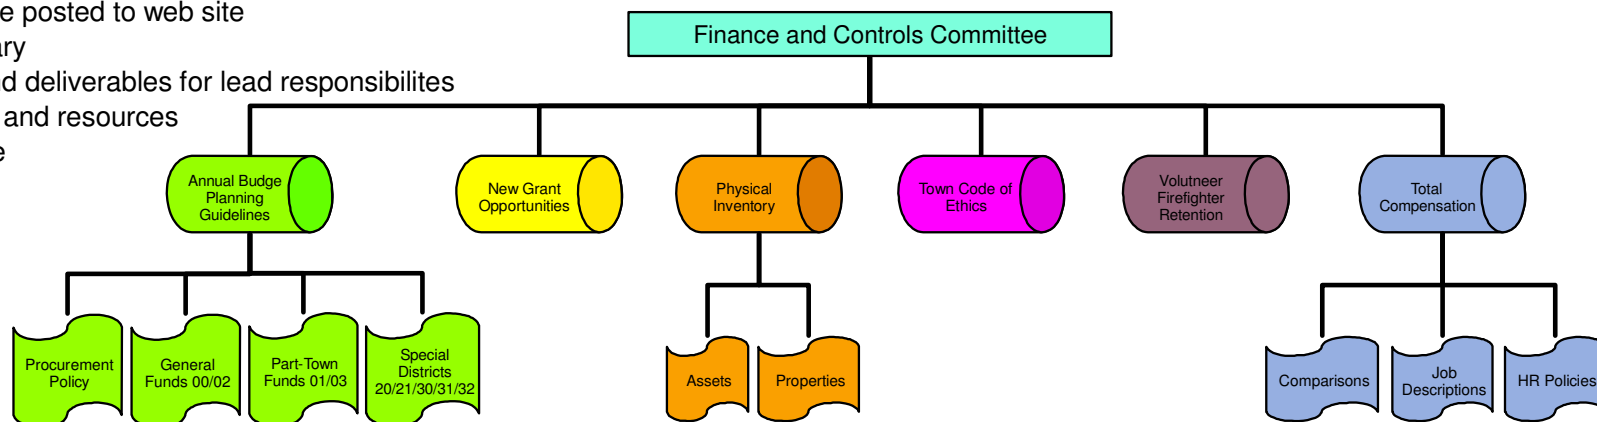 e posted to web site
ary
nd deliverables for lead responsibilites
and resources
e
Finance and Controls Committee
Annual Budge
Planning
Guidelines
New Grant
Opportunities
Physical
Inventory
Town Code of
Ethics
Volutneer
Firefighter
Retention
Total
Compensation
Procurement
Policy
General
Funds 00/02
Part-Town
Funds 01/03
Special
Districts
20/21/30/31/32
Assets
Properties
Comparisons
Job
Descriptions
HR Policies